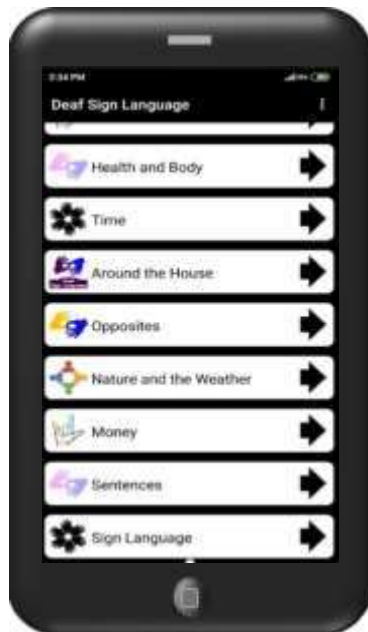 Deaf Sign Language
Health and Body
Time
Around the House
Opposites
Nature and the Weather
Money
Sentences
Sign Language